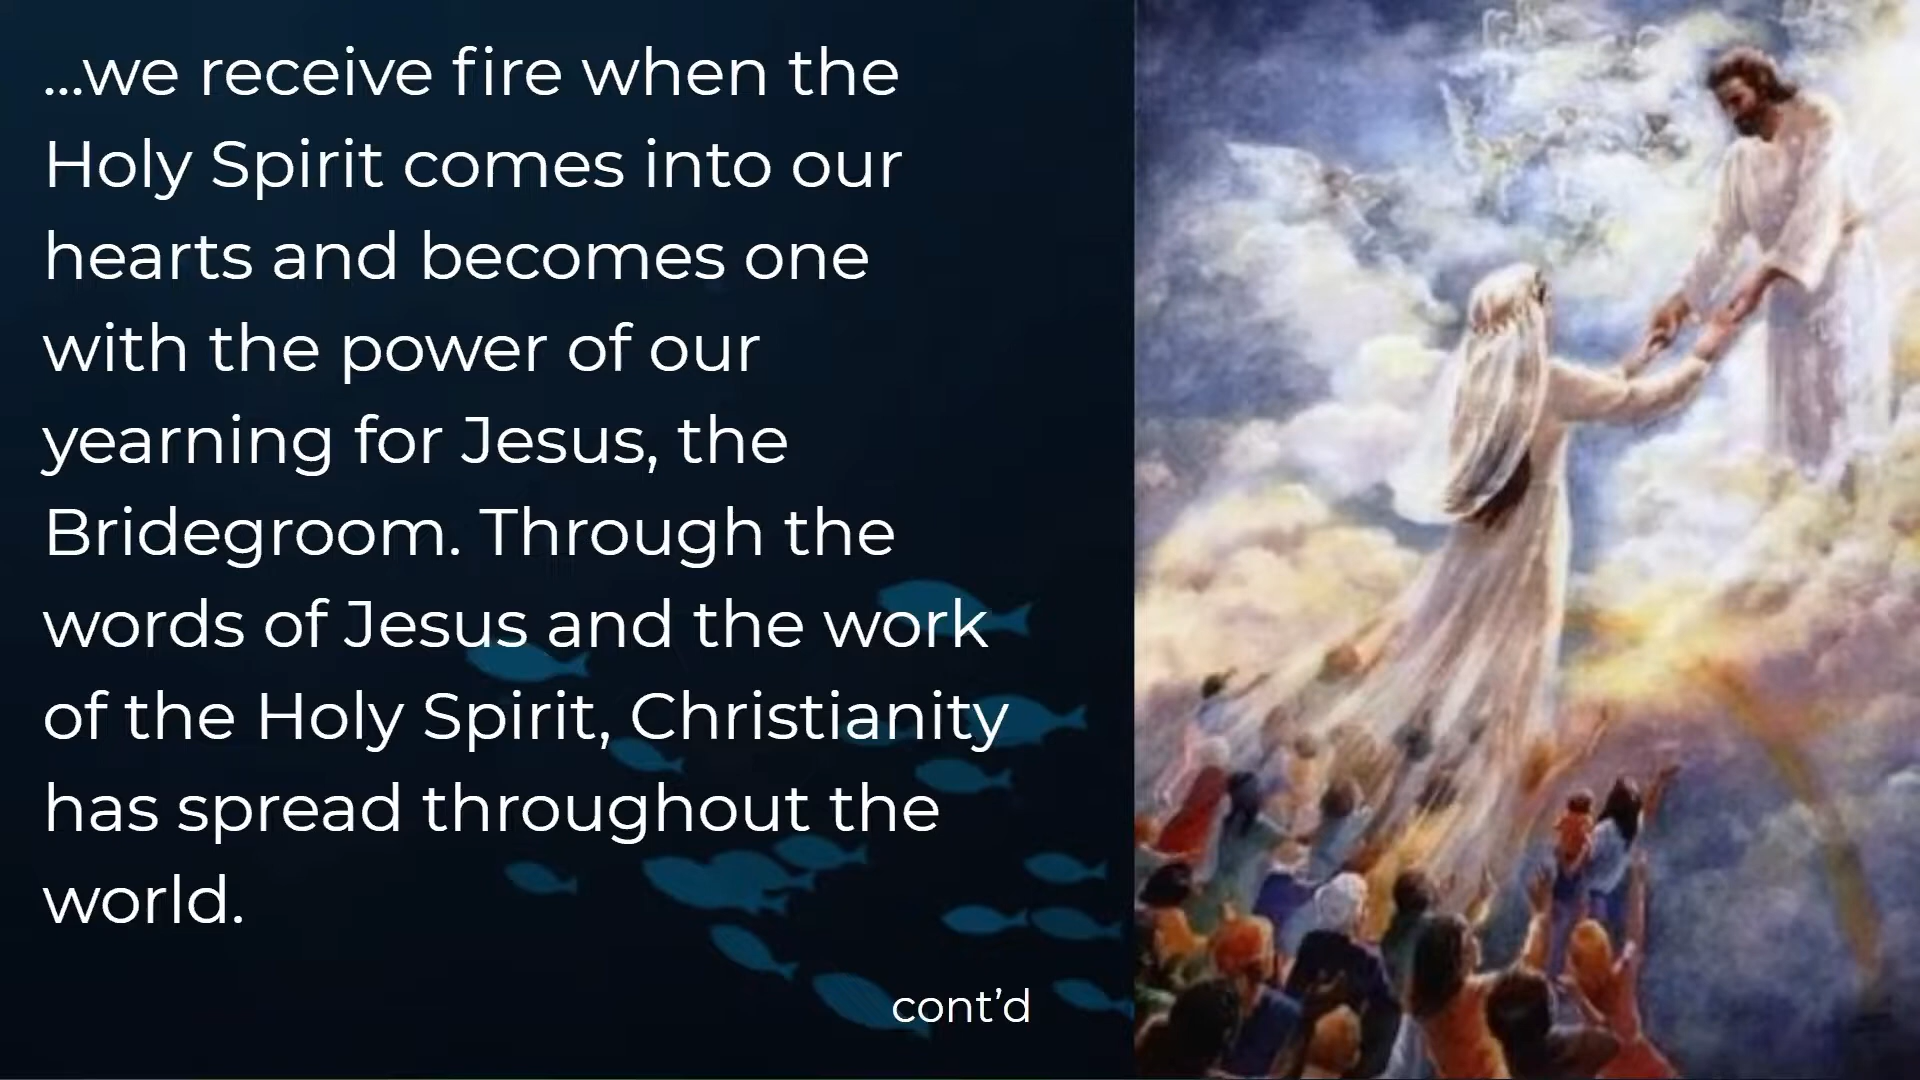 ...we receive fire when the
Holy Spirit comes into our
hearts and becomes one
with the power of our
yearning for Jesus, the
Bridegroom. Through the
words of Jesus and the work
of the Holy Spirit, Christianity
has spread throughout the
world.
cont’d